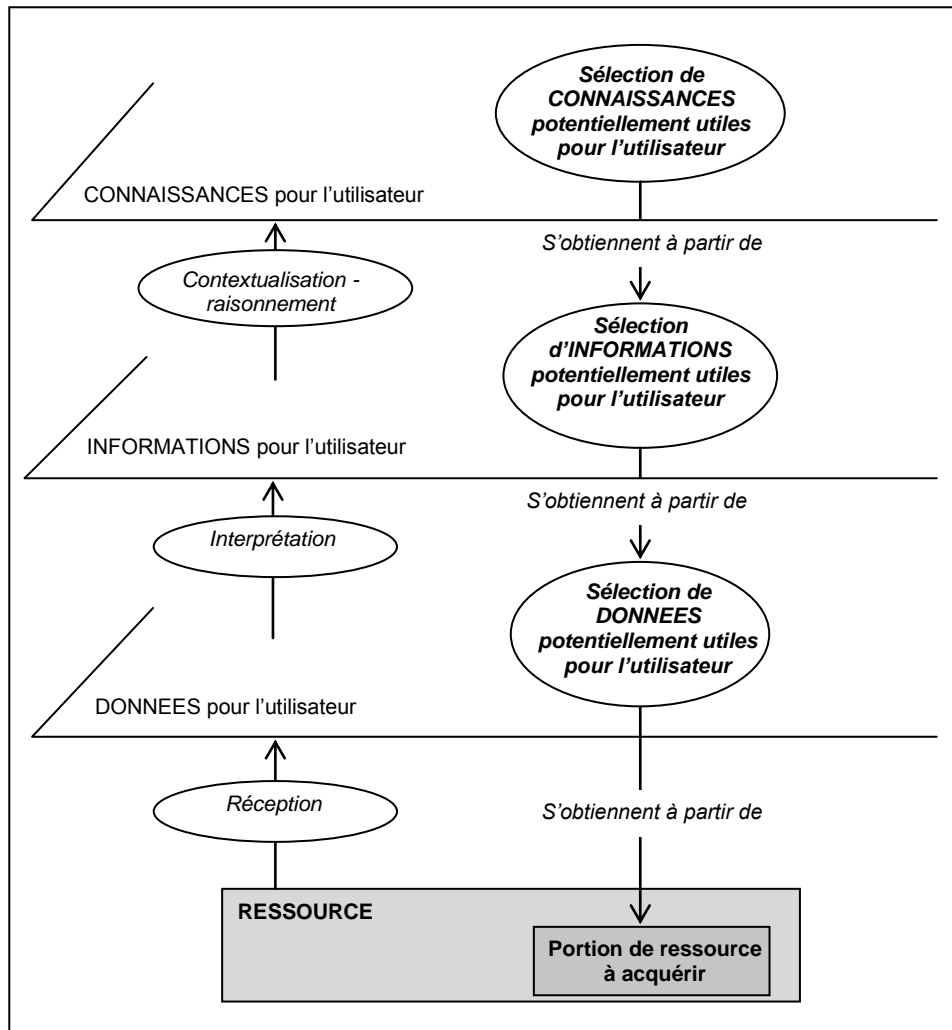 Sélection de
CONNAISSANCES
potentiellement utiles
pour l'utilisateur
CONNAISSANCES pour l'utilisateur
S'obtiennent à partir de
Contextualisation -
raisonnement
Sélection
d'INFORMATIONS
potentiellement utiles
pour l'utilisateur
INFORMATIONS pour l'utilisateur
S'obtiennent à partir de
Interprétation
Sélection de
DONNEES
potentiellement utiles
pour l'utilisateur
DONNEES pour l'utilisateur
Réception
S'obtiennent à partir de
RESSOURCE
Portion de ressource
à acquérir